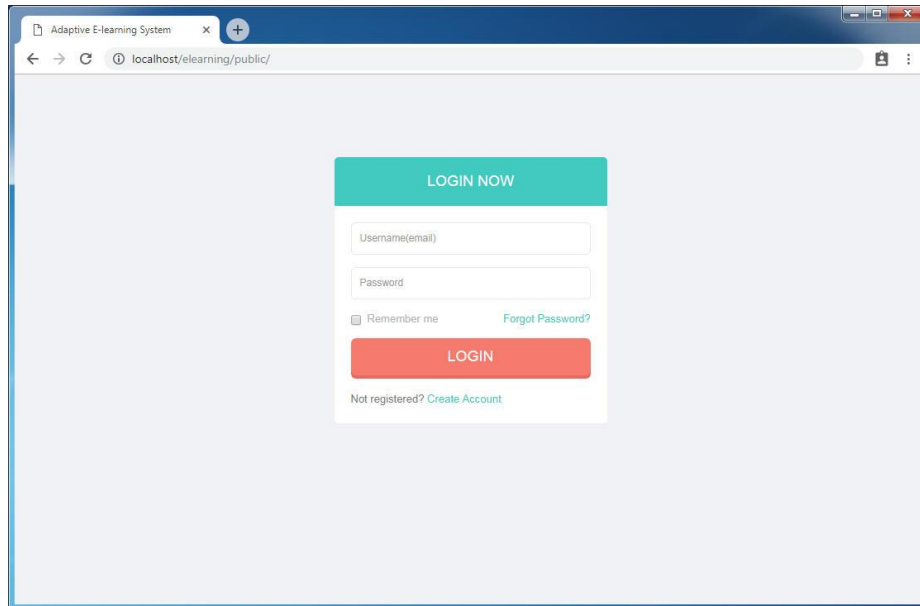 Adaptive E-learning System
localhost/elearning/public/
LOGIN NOW
Username(email)
Password
Remember me Forgot Password?
LOGIN
Not registered? Create Account